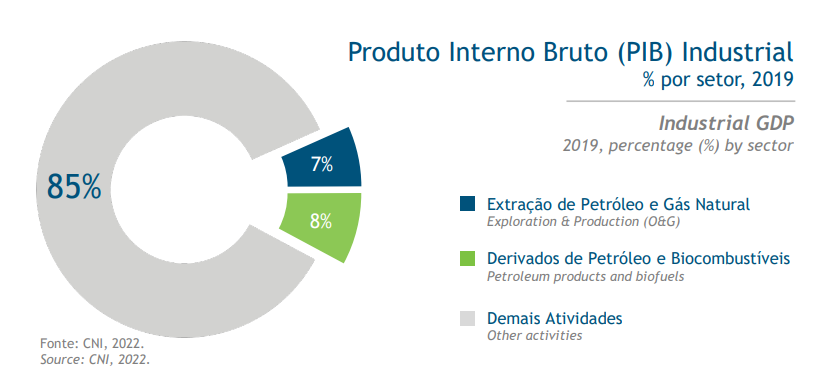 Produto Interno Bruto (PIB) Industrial
% por setor, 2019
Industrial GDP
2019, percentage (%) by sector
85%
7%
8%
Extração de Petróleo e Gás Natural
Exploration & Production (O&G)
Derivados de Petróleo e Biocombustíveis
Petroleum products and biofuels
Demais Atividades
Other activities
Fonte: CNI, 2022.
Source: CNI, 2022.